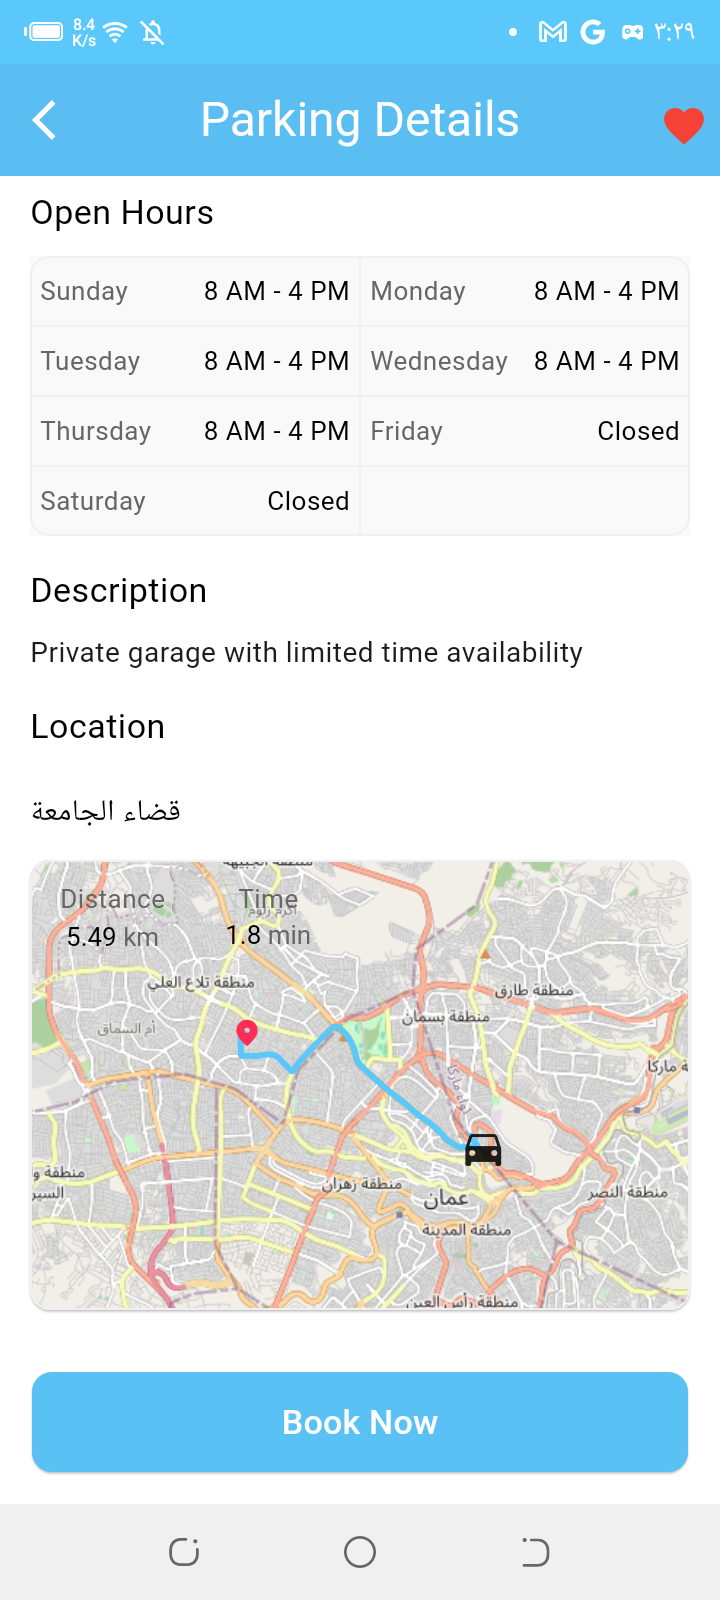 8.4
K/s
٣:٢٩
Parking Details
Open Hours
Sunday 8 AM - 4 PM Monday 8 AM - 4 PM
Tuesday 8 AM - 4 PM Wednesday 8 AM - 4 PM
Thursday 8 AM - 4 PM Friday Closed
Saturday Closed
Description
Private garage with limited time availability
Location
قضاء الجامعة
Distance Time
5.49 km 1.8 min
منطقة تلاع العلي
منطقة طارق
منطقة بسمان
أم السماق
لواء ماركا
ة ماركا
منطقة و
السير
منطقة زهران
عمان
منطقة النصر
منطقة المدينة
منطقة رأس العين
Book Now